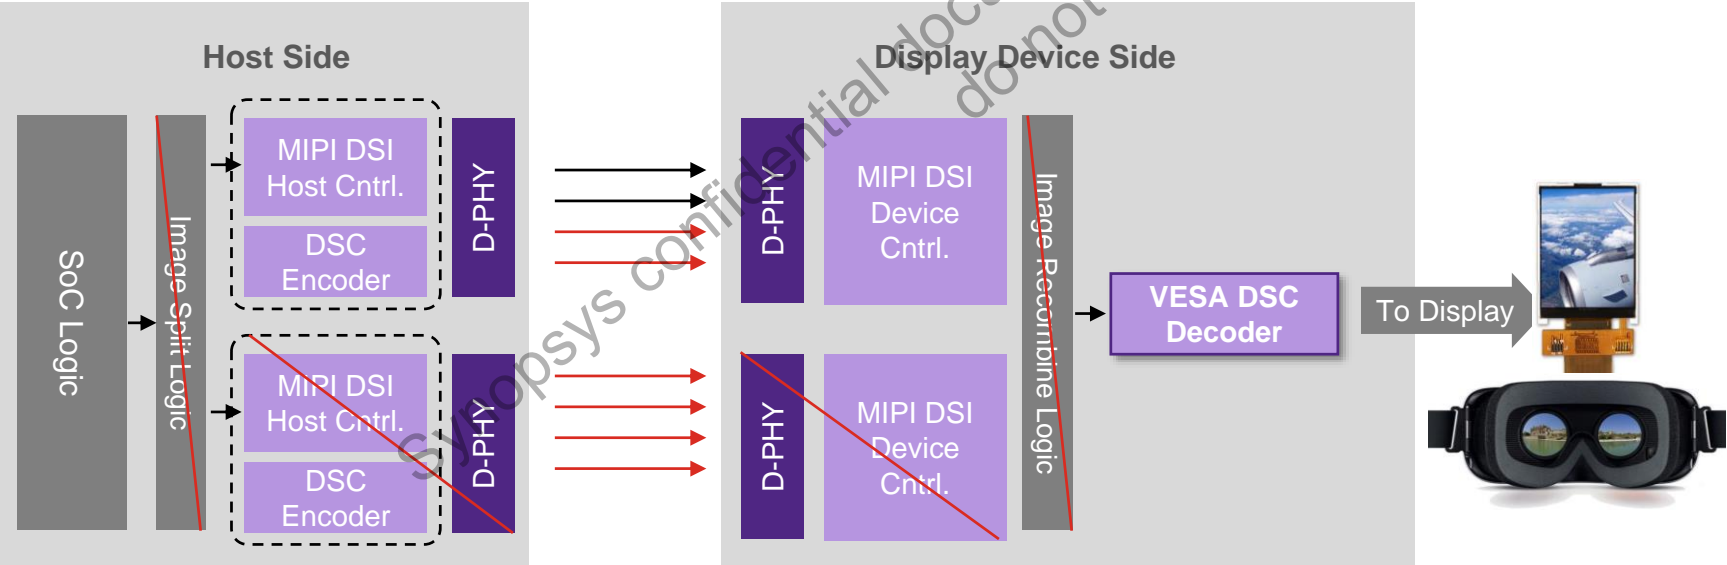 Host Side
Display Device Side
SoC Logic
Image Split Logic
MIPI DSI
Host Cntrl.
DSC
Encoder
D-PHY
MIPI DSI
Host Cntrl.
DSC
Encoder
D-PHY
D-PHY
MIPI DSI
Device
Cntrl.
D-PHY
MIPI DSI
Device
Cntrl.
Image Recombine Logic
VESA DSC
Decoder
To Display
Synopsys confidential
do not